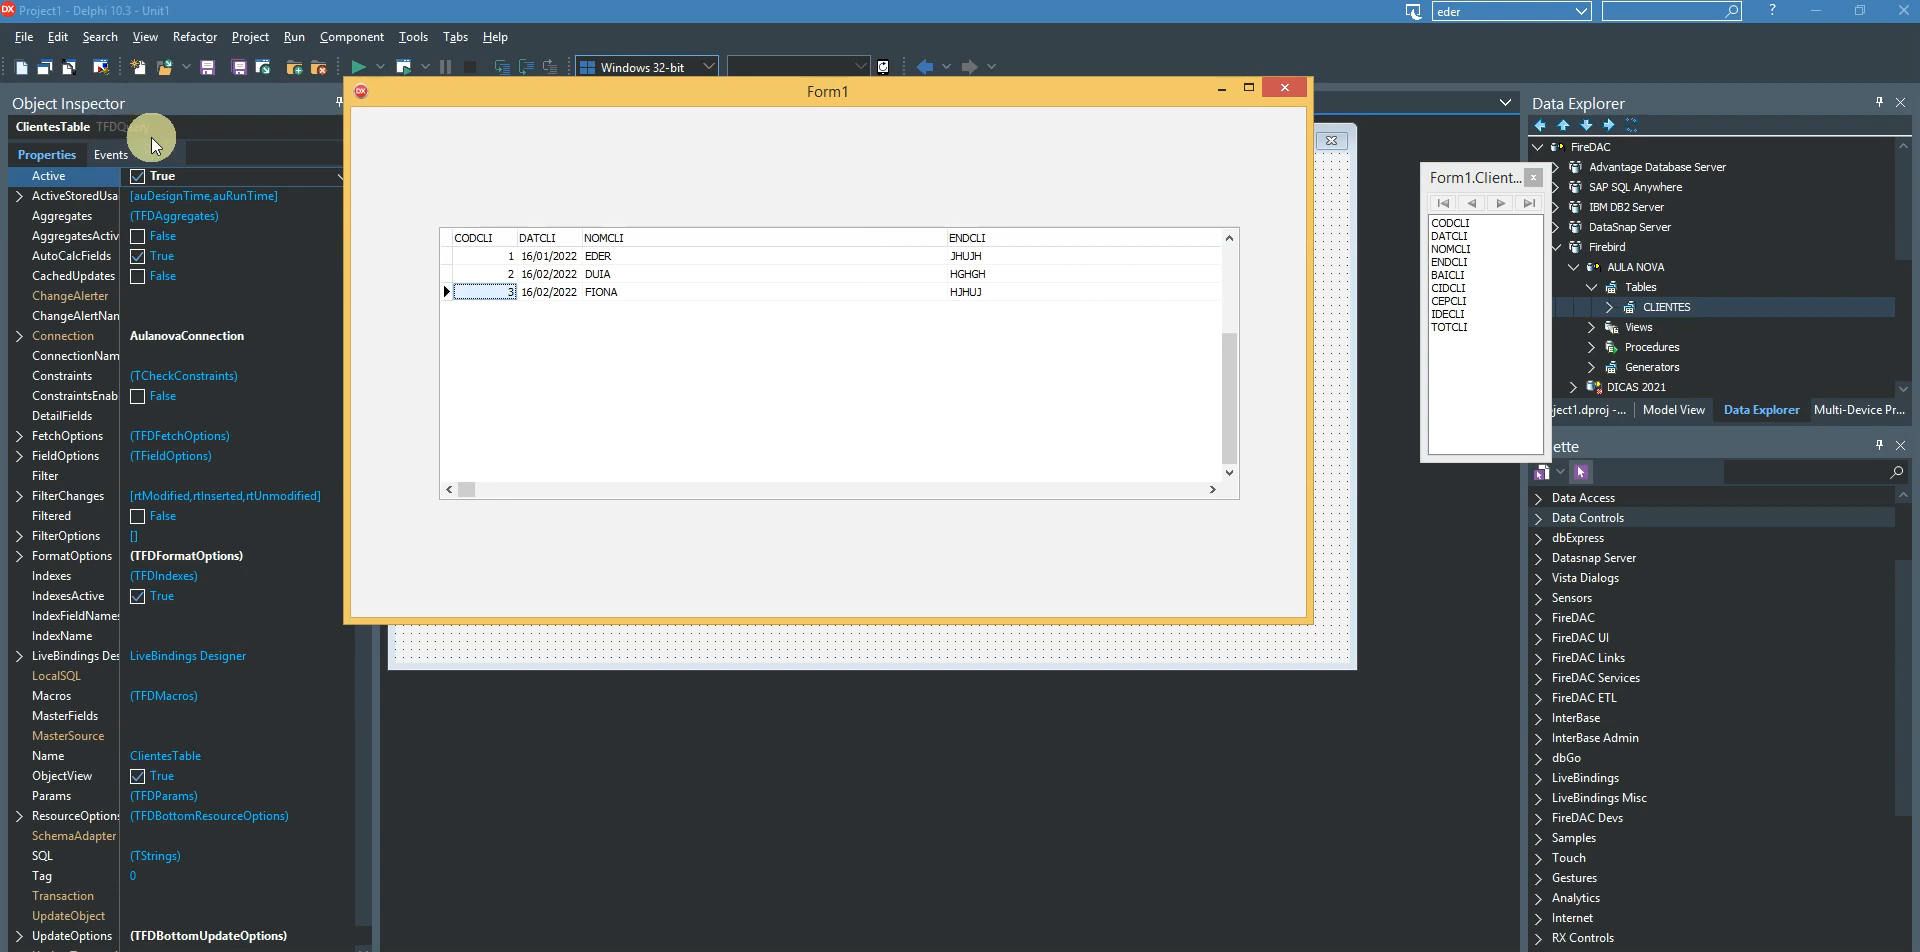 Project1 - Delphi 10.3 - Unit1
eder
?
File Edit Search View Refactor Project Run Component Tools Tabs Help
Windows 32-bit
Object Inspector
ClientesTable TFDQuery
Properties Events
Active True
ActiveStoredUsa [auDesignTime,auRunTime]
Aggregates (TFDAggregates)
AggregatesActiv False
AutoCalcFields True
CachedUpdates False
ChangeAlerter
ChangeAlertNan
Connection AulanovaConnection
ConnectionNam
Constraints (TCheckConstraints)
ConstraintsEnab False
DetailFields
FetchOptions (TFDFetchOptions)
FieldOptions (TFieldOptions)
Filter
FilterChanges [rtModified,rtInserted,rtUnmodified]
Filtered False
FilterOptions []
FormatOptions (TFDFormatOptions)
Indexes (TFDIndexes)
IndexesActive True
IndexFieldNames
IndexName
LiveBindings Des LiveBindings Designer
LocalSQL
Macros (TFDMacros)
MasterFields
MasterSource
Name ClientesTable
ObjectView True
Params (TFDParams)
ResourceOptions (TFDBottomResourceOptions)
SchemaAdapter
SQL (TStrings)
Tag 0
Transaction
UpdateObject
UpdateOptions (TFDBottomUpdateOptions)
Form1
CODCLI DATCLI NOMCLI ENDCLI
1 16/01/2022 EDER JHUJH
2 16/02/2022 DUIA HGHGH
3 16/02/2022 FIONA HJHUJ
Form1.Client...
CODCLI
DATCLI
NOMCLI
ENDCLI
BAICLI
CIDCLI
CEPCLI
IDECLI
TOTCLI
Data Explorer
FireDAC
Advantage Database Server
SAP SQL Anywhere
IBM DB2 Server
DataSnap Server
Firebird
AULA NOVA
Tables
CLIENTES
Views
Procedures
Generators
DICAS 2021
ject1.dproj -... Model View Data Explorer Multi-Device Pr...
ette
Data Access
Data Controls
dbExpress
Datasnap Server
Vista Dialogs
Sensors
FireDAC
FireDAC UI
FireDAC Links
FireDAC Services
FireDAC ETL
InterBase
InterBase Admin
dbGo
LiveBindings
LiveBindings Misc
FireDAC Devs
Samples
Touch
Gestures
Analytics
Internet
RX Controls